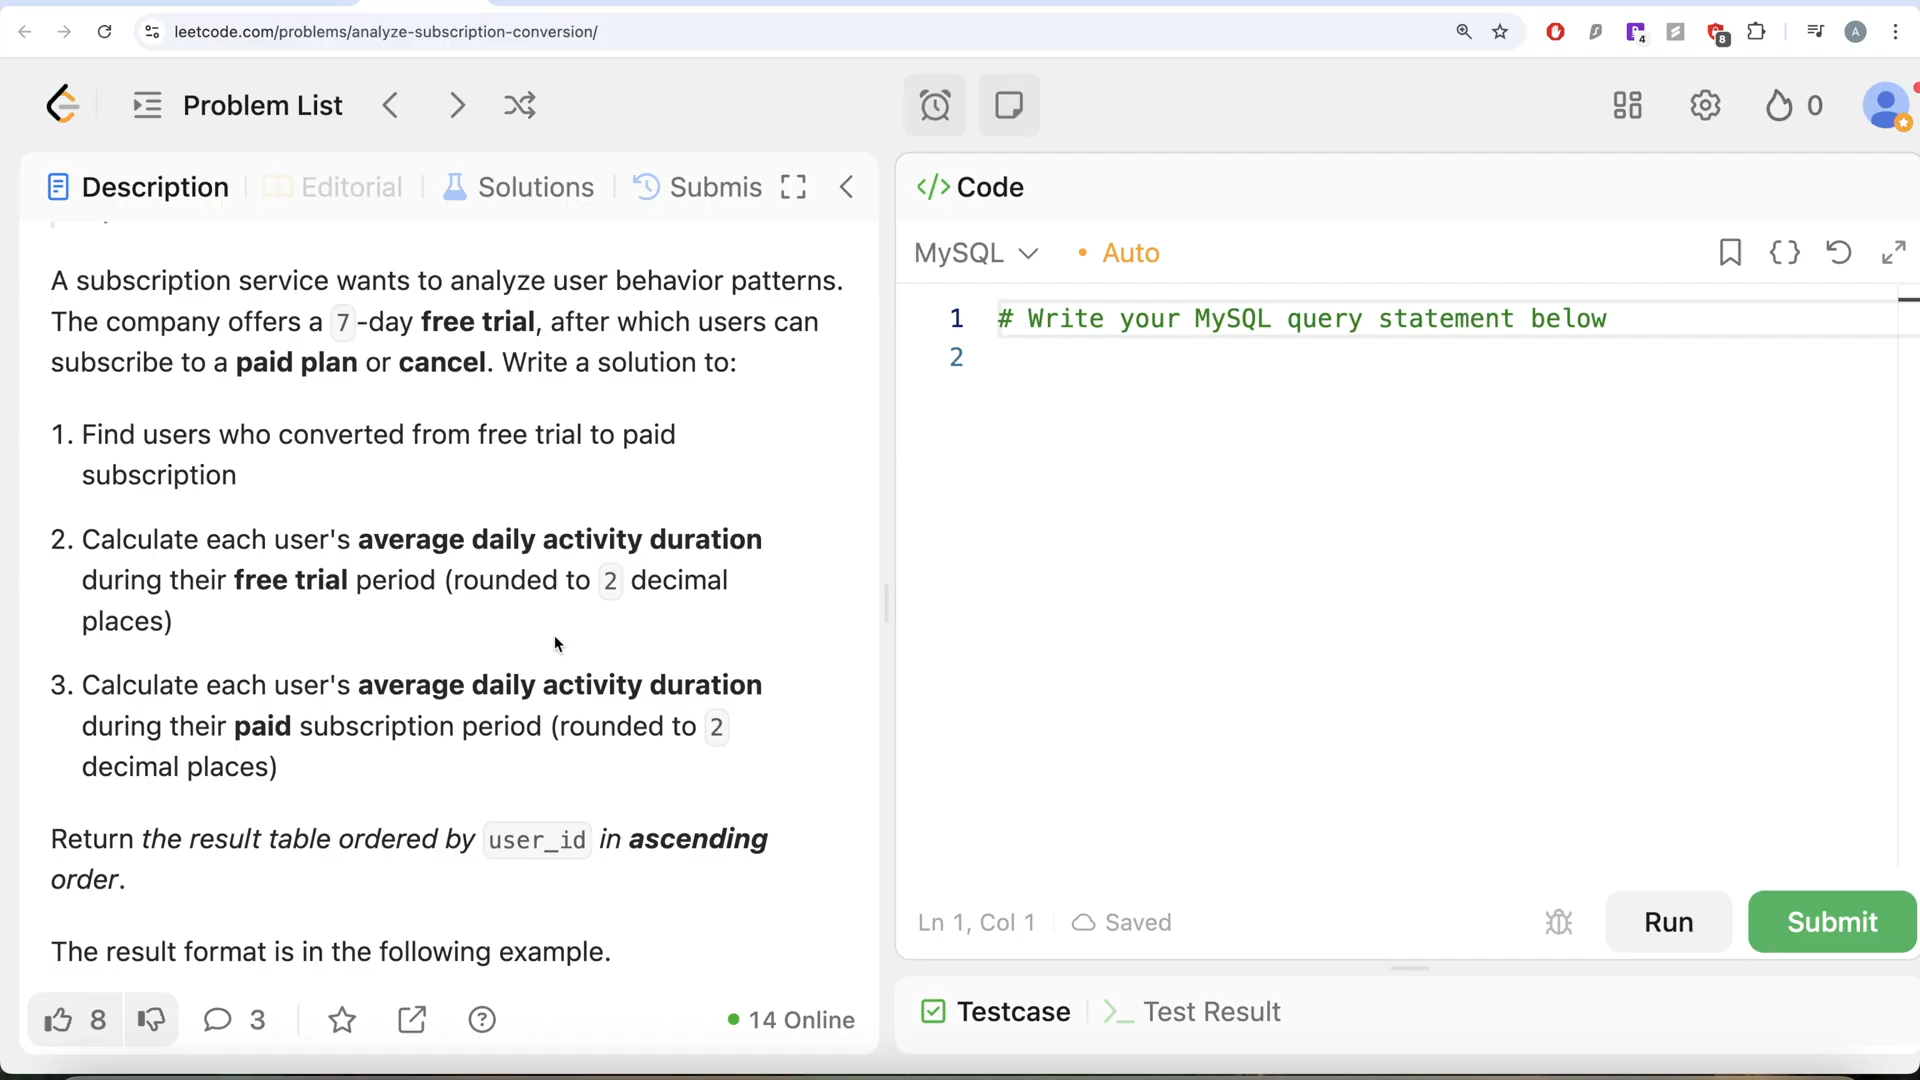 leetcode.com/problems/analyze-subscription-conversion/
4
8
A
Problem List
0
Description
Editorial
Solutions
Submis
</> Code
MySQL
Auto
A subscription service wants to analyze user behavior patterns.
The company offers a 7-day free trial, after which users can
subscribe to a paid plan or cancel. Write a solution to:
1. Find users who converted from free trial to paid
subscription
2. Calculate each user's average daily activity duration
during their free trial period (rounded to 2 decimal
places)
3. Calculate each user's average daily activity duration
during their paid subscription period (rounded to 2
decimal places)
Return the result table ordered by user_id in ascending
order.
The result format is in the following example.
8
3
14 Online
1 # Write your MySQL query statement below
2
Ln 1, Col 1
Saved
Run
Submit
Testcase
Test Result